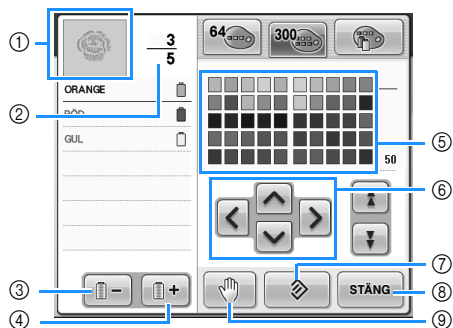 ① 3 64 300
5
② ORANGE
RÖD ⑤
GUL 50
⑥
⑦
③ − + STÄNG ⑧
④ ⑨